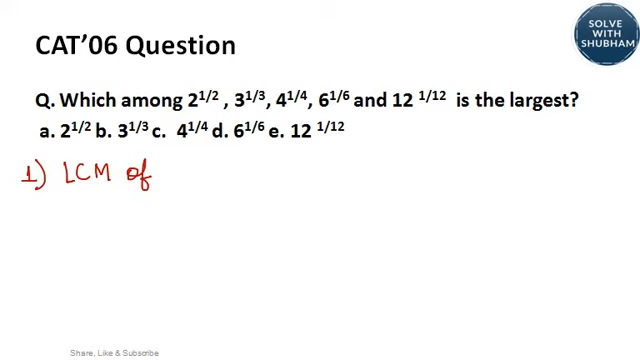 SOLVE
WITH
SHUBHAM
CAT’06 Question
Q. Which among 2^1/2 , 3^1/3, 4^1/4, 6^1/6 and 12 ^1/12 is the largest?
a. 2^1/2 b. 3^1/3 c. 4^1/4 d. 6^1/6 e. 12 ^1/12
1) LCM of
Share, Like & Subscribe